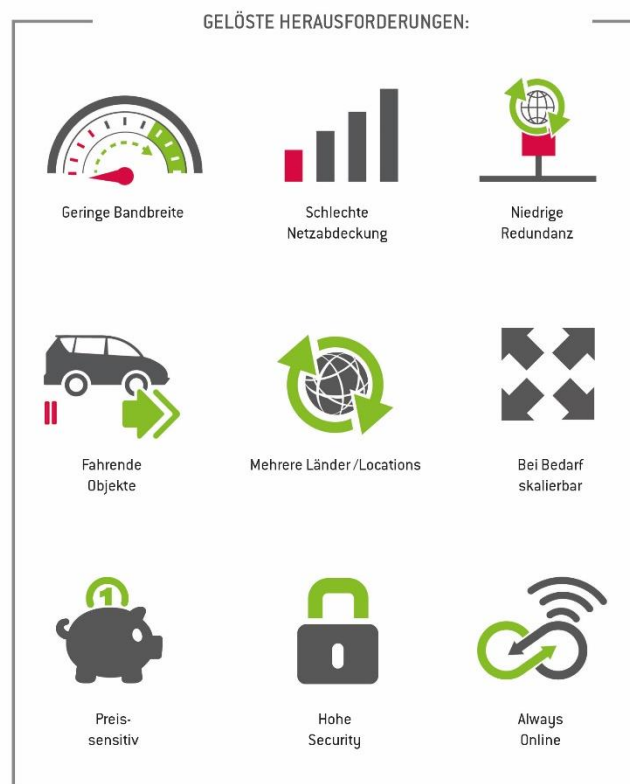 GELÖSTE HERAUSFORDERUNGEN:
Geringe Bandbreite
Schlechte
Netzabdeckung
Niedrige
Redundanz
Fahrende
Objekte
Mehrere Länder /Locations
Bei Bedarf
skalierbar
1
Preis-
sensitiv
Hohe
Security
Always
Online